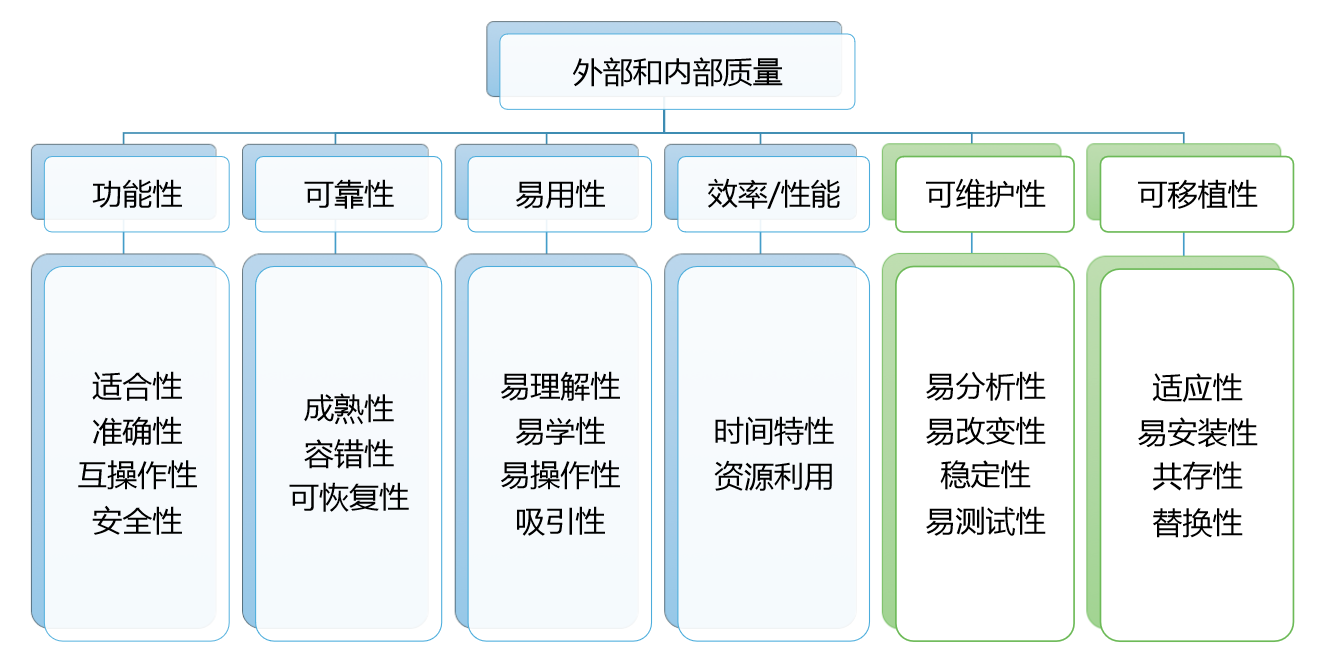 外部和内部质量
功能性
可靠性
易用性
效率/性能
可维护性
可移植性
适合性
准确性
互操作性
安全性
成熟性
容错性
可恢复性
易理解性
易学性
易操作性
吸引性
时间特性
资源利用
易分析性
易改变性
稳定性
易测试性
适应性
易安装性
共存性
替换性